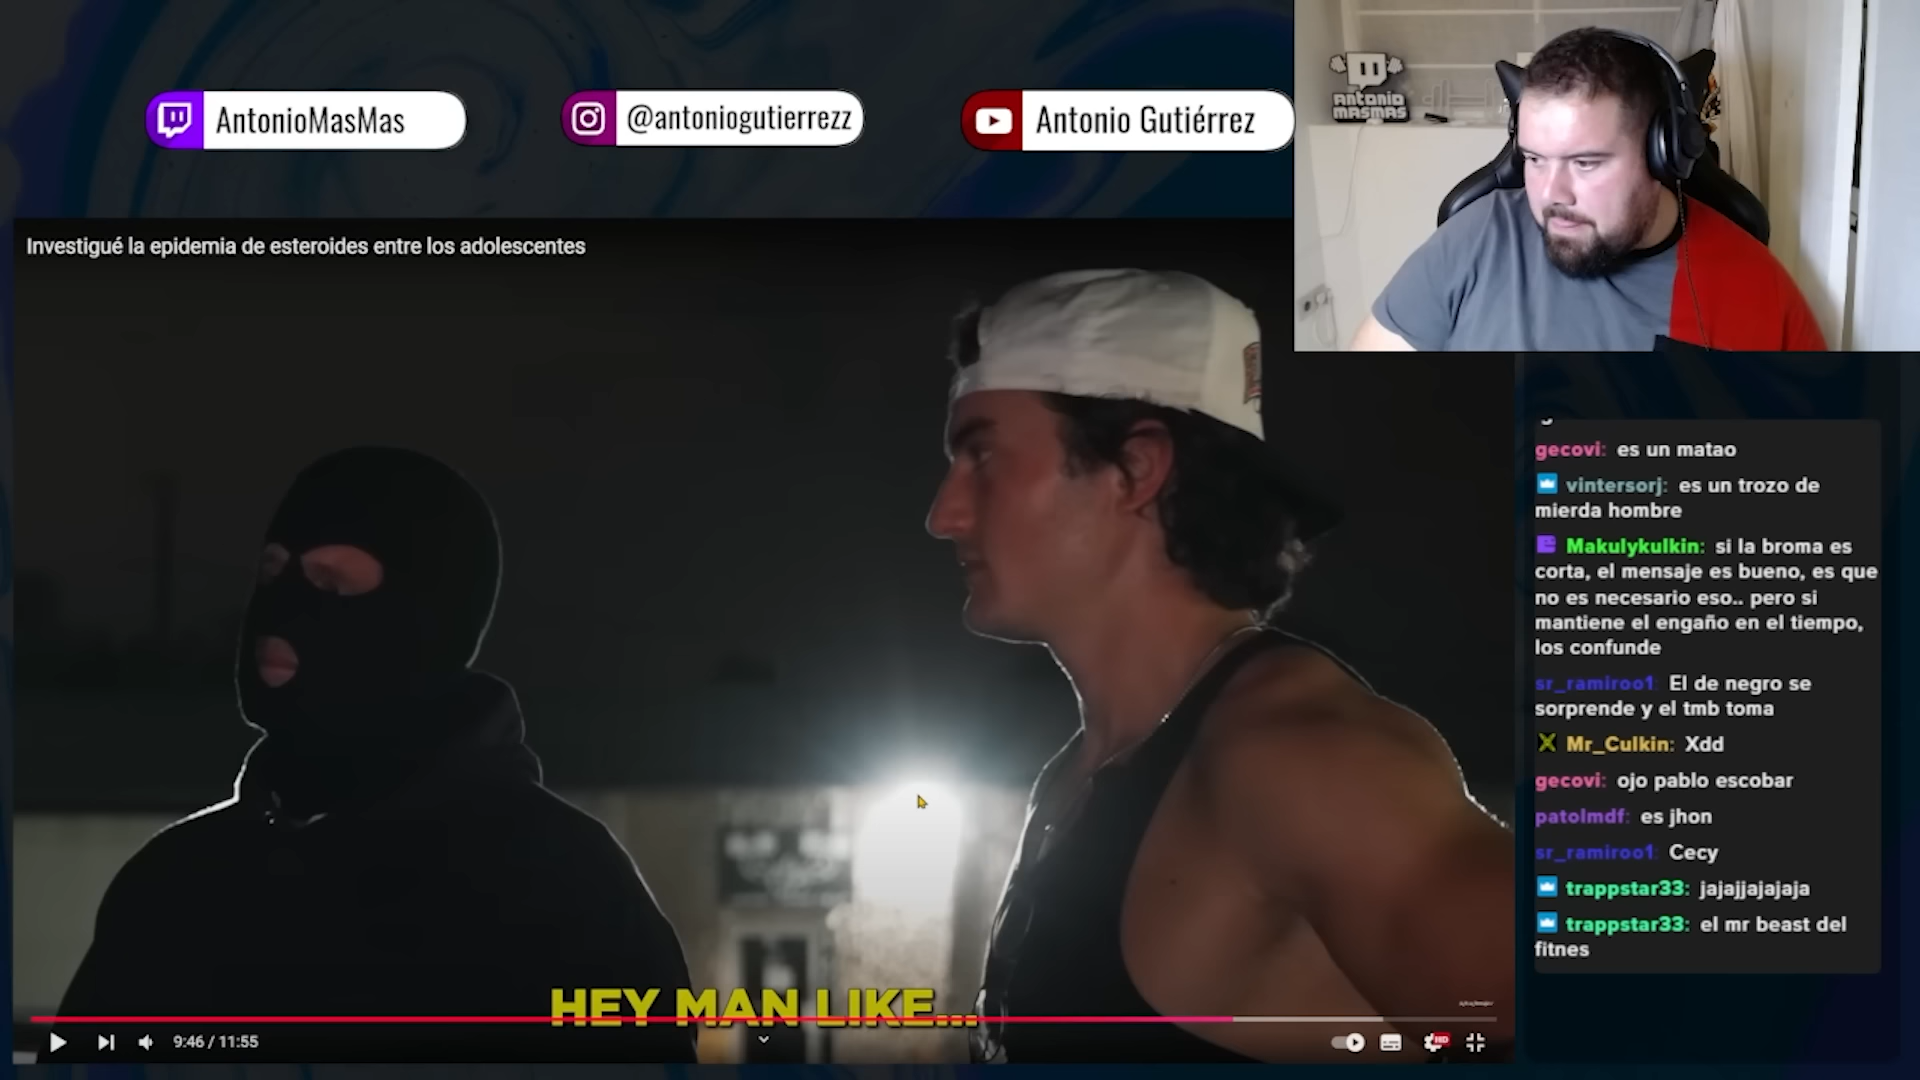 AntonioMasMas
@antoniogutierrezz
Antonio Gutiérrez
antonio
masmas
Investigué la epidemia de esteroides entre los adolescentes
gecovi: es un matao
vintersorj: es un trozo de
mierda hombre
Makulykulkin: si la broma es
corta, el mensaje es bueno, es que
no es necesario eso.. pero si
mantiene el engaño en el tiempo,
los confunde
sr_ramiroo1: El de negro se
sorprende y el tmb toma
Mr_Culkin: Xdd
gecovi: ojo pablo escobar
patolmdf: es jhon
sr_ramiroo1: Cecy
trappstar33: jajajjajajaja
trappstar33: el mr beast del
fitnes
HEY MAN LIKE...
9:46 / 11:55
HD